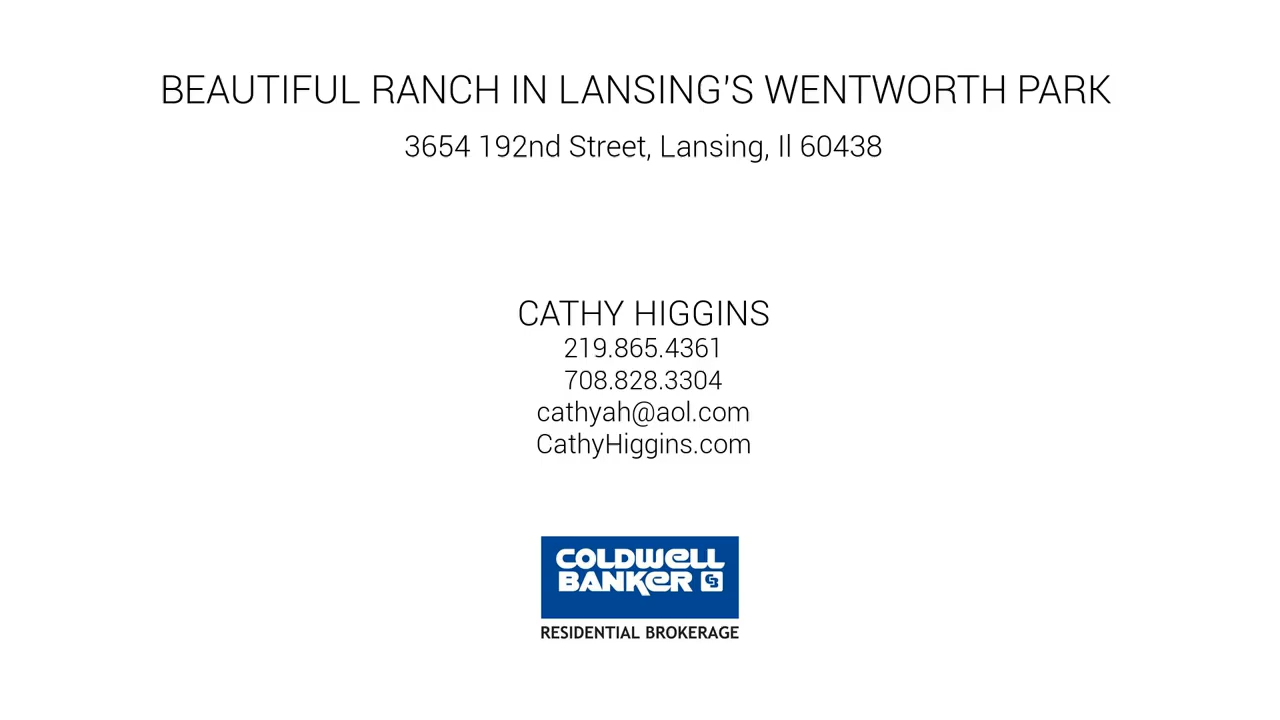 BEAUTIFUL RANCH IN LANSING'S WENTWORTH PARK
3654 192nd Street, Lansing, Il 60438
CATHY HIGGINS
219.865.4361
708.828.3304
cathyah@aol.com
CathyHiggins.com
COLDWELL
BANKER CB
RESIDENTIAL BROKERAGE